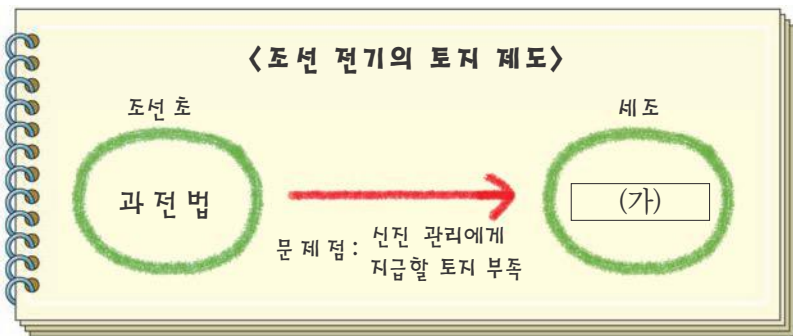 <조선 전기의 토지 제도>
조선 초
세조
과전법
(가)
문제점: 신진 관리에게
지급할 토지 부족